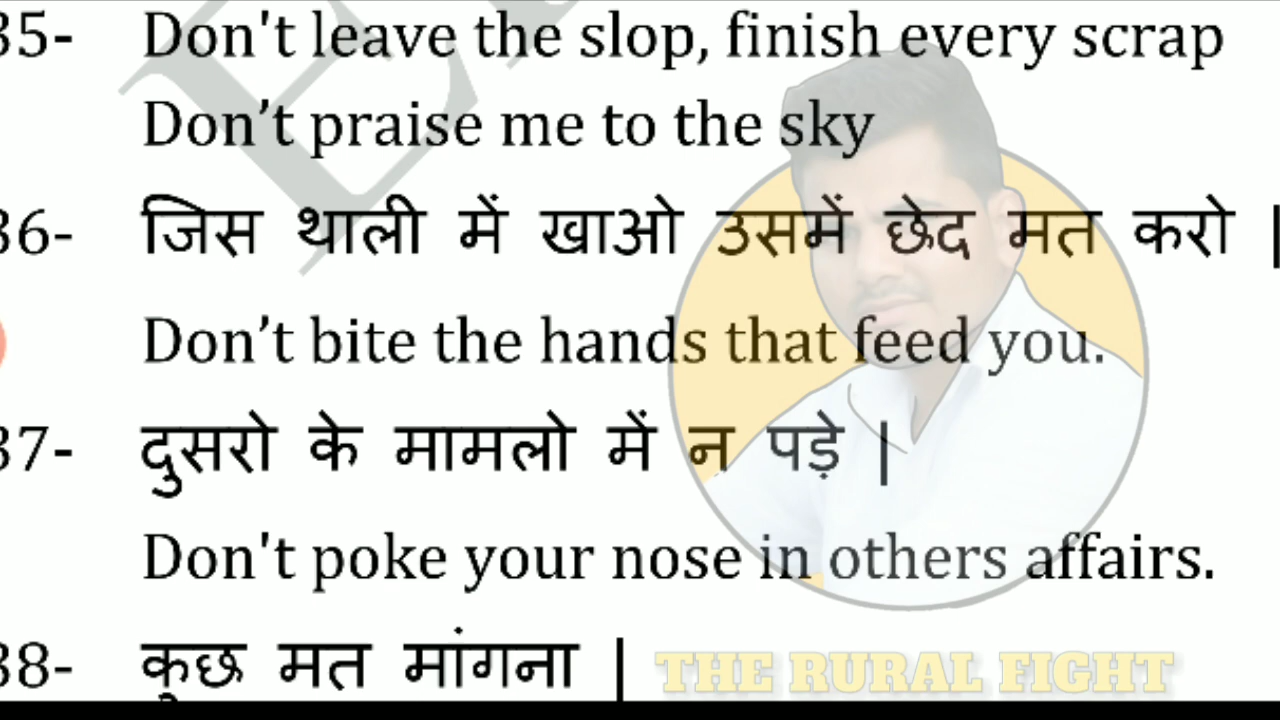 35- Don't leave the slop, finish every scrap
Don’t praise me to the sky
36- जिस थाली में खाओ उसमें छेद मत करो |
Don’t bite the hands that feed you.
37- दुसरो के मामलो में न पड़े |
Don't poke your nose in others affairs.
38- कुछ मत मांगना |
THE RURAL FIGHT